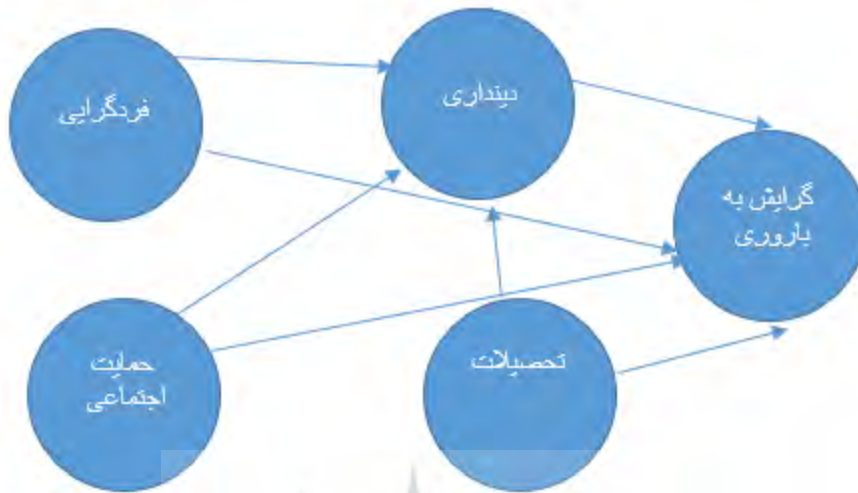 فردگرایی
دینداری
گرایش به
باروری
حمایت
اجتماعی
تحصیلات